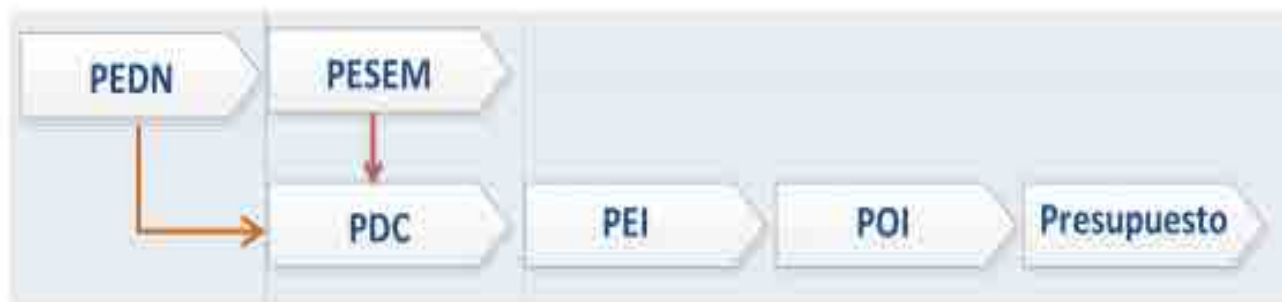 PEDN
PESEM
PDC
PEI
POI
Presupuesto